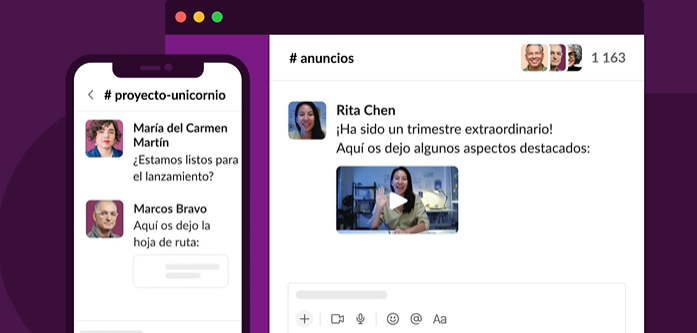 # proyecto-unicornio
María del Carmen
Martín
¿Estamos listos para
el lanzamiento?
Marcos Bravo
Aquí os dejo la
hoja de ruta:
# anuncios
1 163
Rita Chen
¡Ha sido un trimestre extraordinario!
Aquí os dejo algunos aspectos destacados:
@ Aa